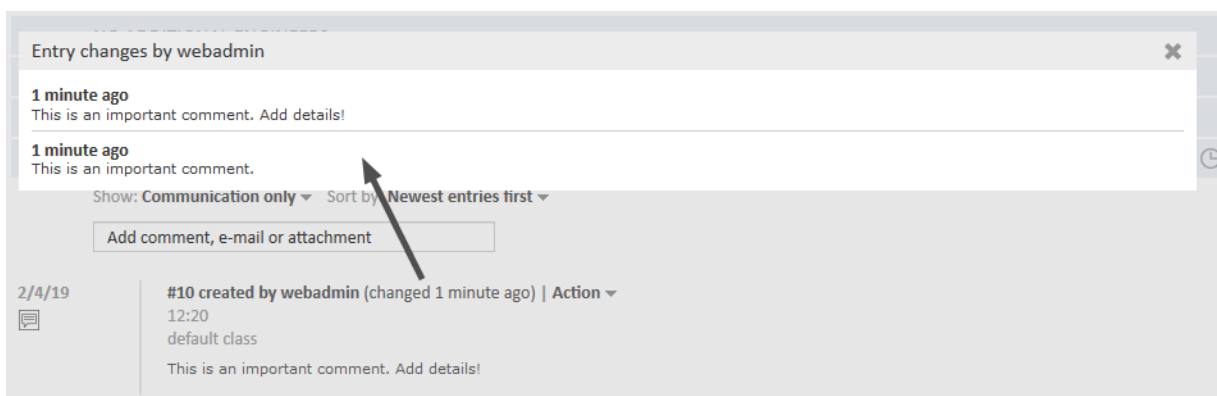 Entry changes by webadmin
1 minute ago
This is an important comment. Add details!
1 minute ago
This is an important comment.
Show: Communication only Sort by: Newest entries first
Add comment, e-mail or attachment
2/4/19
#10 created by webadmin (changed 1 minute ago) | Action
12:20
default class
This is an important comment. Add details!